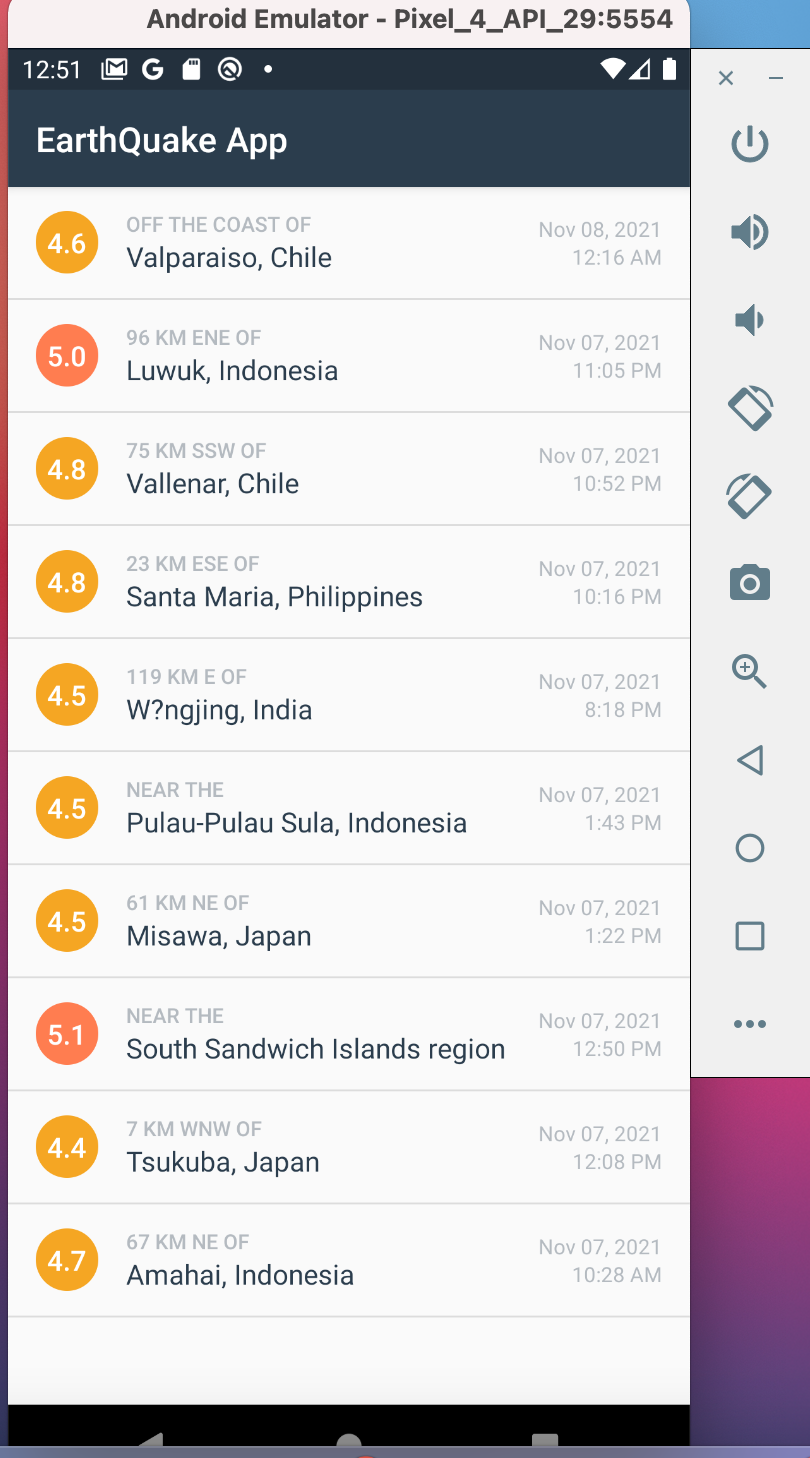 Android Emulator - Pixel_4_API_29:5554
12:51
EarthQuake App
4.6
OFF THE COAST OF
Valparaiso, Chile
Nov 08, 2021
12:16 AM
5.0
96 KM ENE OF
Luwuk, Indonesia
Nov 07, 2021
11:05 PM
4.8
75 KM SSW OF
Vallenar, Chile
Nov 07, 2021
10:52 PM
4.8
23 KM ESE OF
Santa Maria, Philippines
Nov 07, 2021
10:16 PM
4.5
119 KM E OF
W?ngjing, India
Nov 07, 2021
8:18 PM
4.5
NEAR THE
Pulau-Pulau Sula, Indonesia
Nov 07, 2021
1:43 PM
4.5
61 KM NE OF
Misawa, Japan
Nov 07, 2021
1:22 PM
5.1
NEAR THE
South Sandwich Islands region
Nov 07, 2021
12:50 PM
4.4
7 KM WNW OF
Tsukuba, Japan
Nov 07, 2021
12:08 PM
4.7
67 KM NE OF
Amahai, Indonesia
Nov 07, 2021
10:28 AM